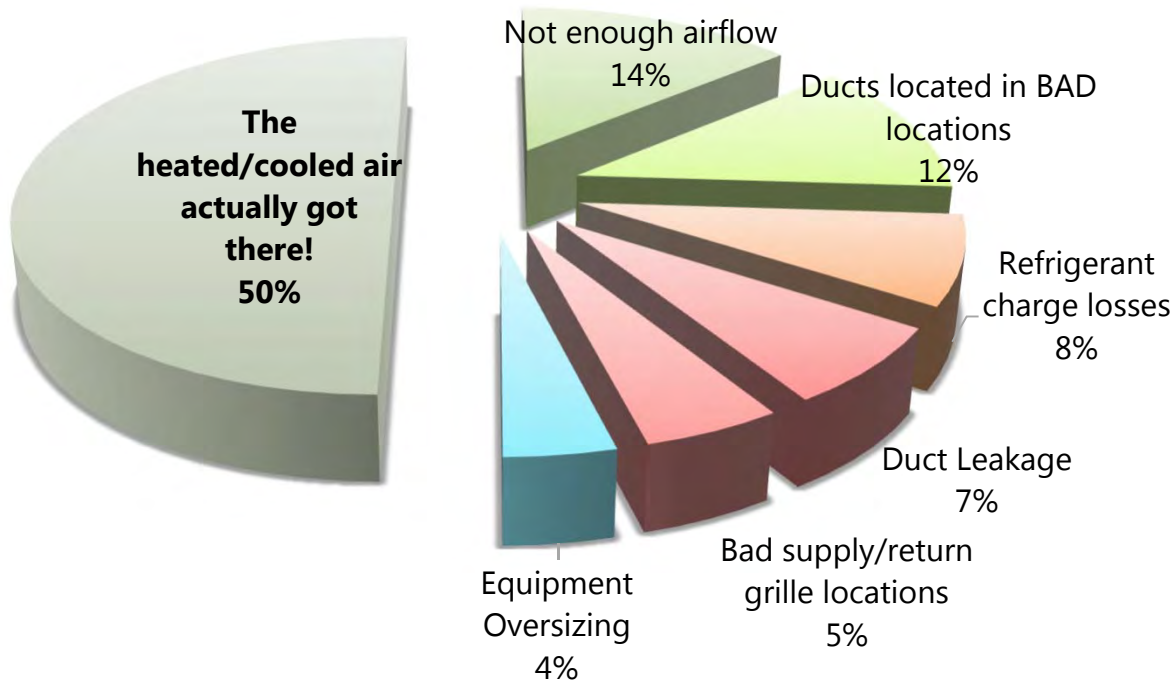 The
heated/cooled air
actually got
there!
50%
Not enough airflow
14%
Ducts located in BAD
locations
12%
Refrigerant
charge losses
8%
Duct Leakage
7%
Bad supply/return
grille locations
5%
Equipment
Oversizing
4%